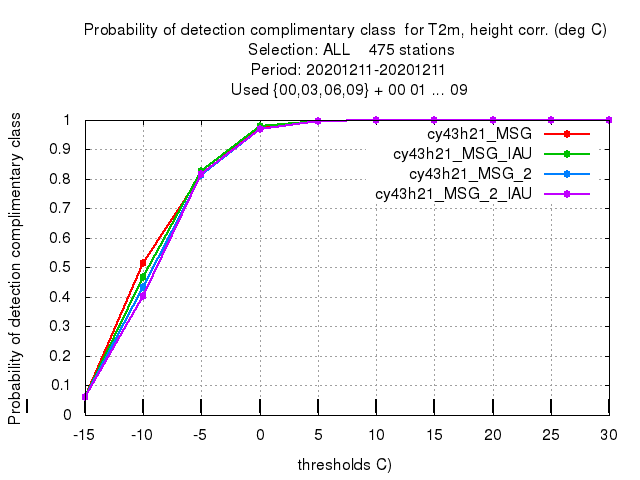 Probability of detection complimentary class  for T2m, height corr. (deg C)
Selection: ALL    475 stations
Period: 20201211-20201211
Used {00,03,06,09} + 00 01 ... 09
Probability of detection complimentary class
1
0.9
0.8
0.7
0.6
0.5
0.4
0.3
0.2
0.1
0
cy43h21_MSG
cy43h21_MSG_IAU
cy43h21_MSG_2
cy43h21_MSG_2_IAU
-15 -10 -5 0 5 10 15 20 25 30
thresholds C)